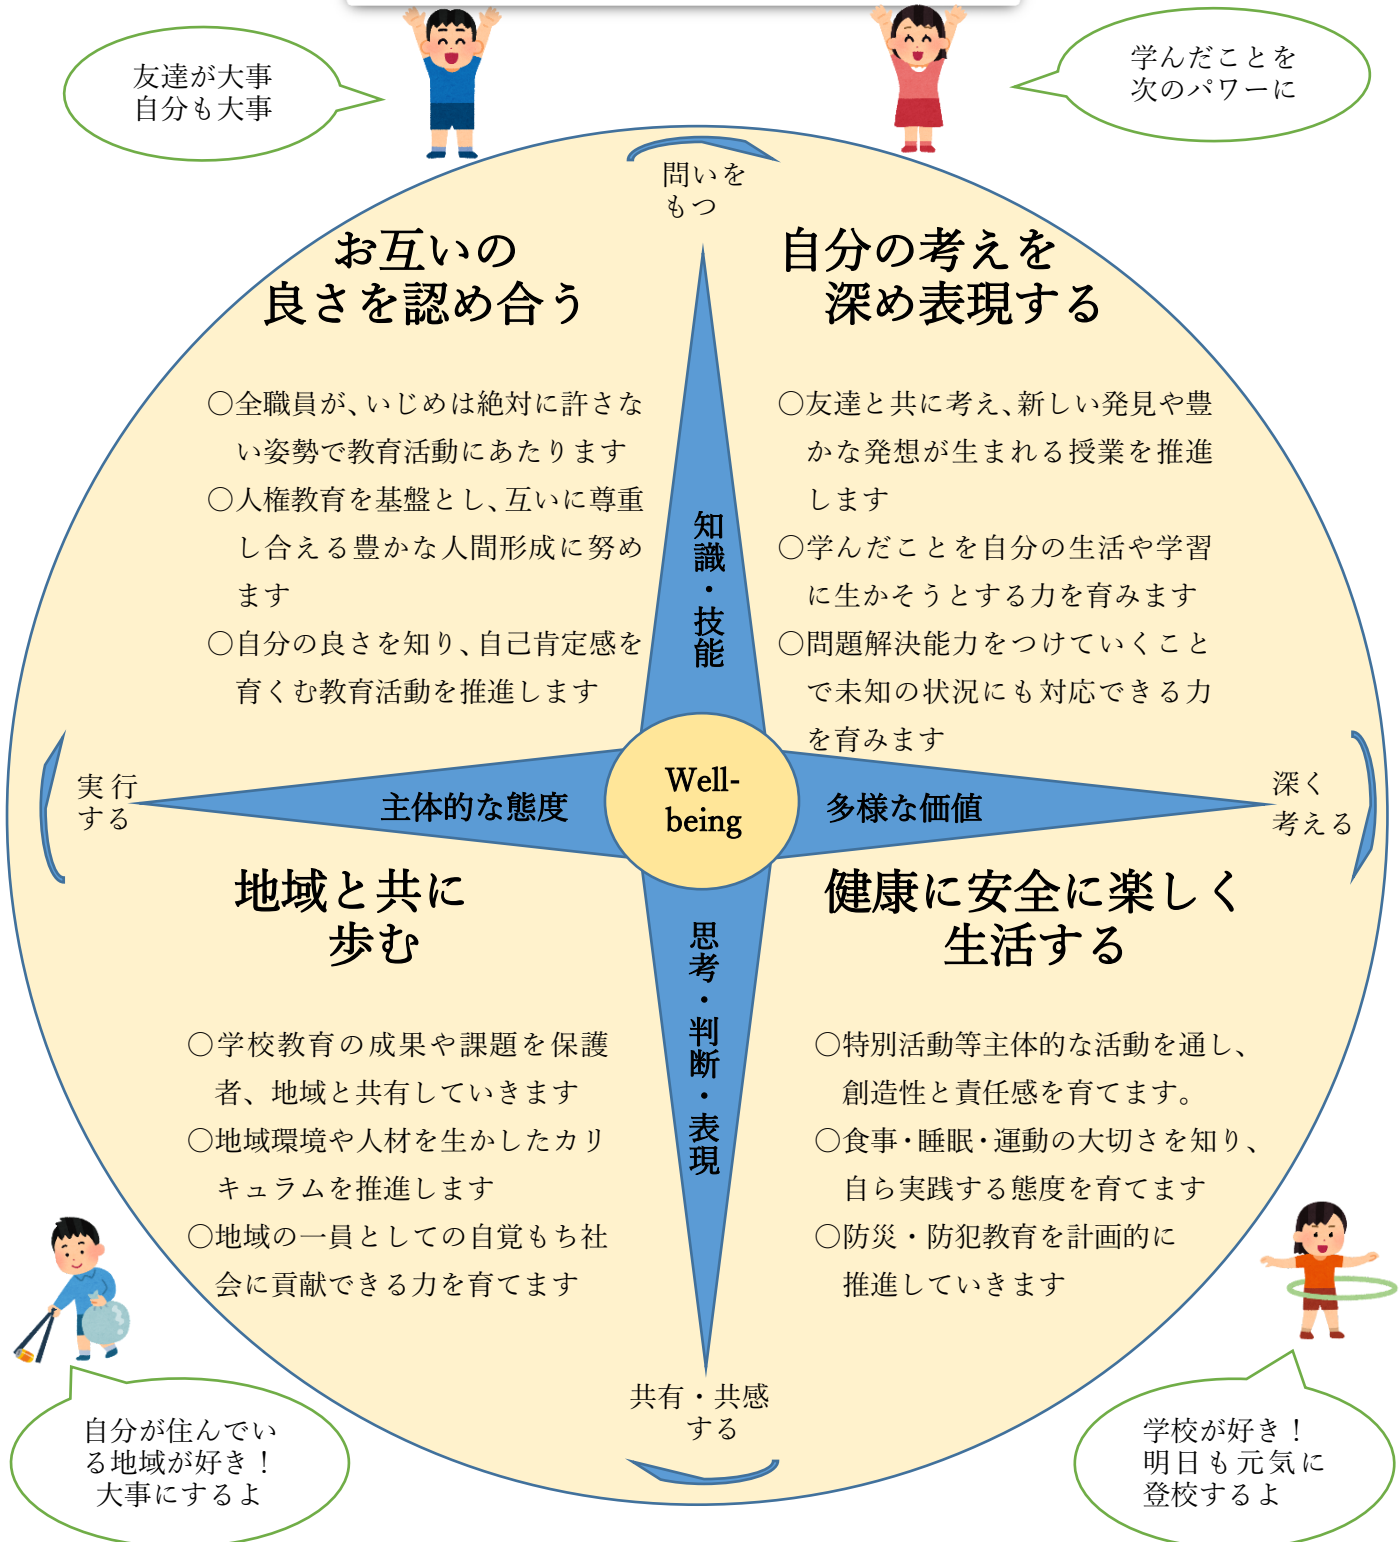 友達が大事
自分も大事
学んだことを
次のパワーに
問いを
もつ
お互いの
良さを認め合う
〇全職員が、いじめは絶対に許さな
い姿勢で教育活動にあたります
〇人権教育を基盤とし、互いに尊重
し合える豊かな人間形成に努め
ます
〇自分の良さを知り、自己肯定感を
育くむ教育活動を推進します
自分の考えを
深め表現する
〇友達と共に考え、新しい発見や豊
かな発想が生まれる授業を推進
します
〇学んだことを自分の生活や学習
に生かそうとする力を育みます
〇問題解決能力をつけていくこと
で未知の状況にも対応できる力
を育みます
知識・技能
実行
する
主体的な態度
Well-
being
多様な価値
深く
考える
地域と共に
歩む
〇学校教育の成果や課題を保護
者、地域と共有していきます
〇地域環境や人材を生かしたカリ
キュラムを推進します
〇地域の一員としての自覚もち社
会に貢献できる力を育てます
思考・判断・表現
健康に安全に楽しく
生活する
〇特別活動等主体的な活動を通し、
創造性と責任感を育てます。
〇食事・睡眠・運動の大切さを知り、
自ら実践する態度を育てます
〇防災・防犯教育を計画的に
推進していきます
共有・共感
する
自分が住んでい
る地域が好き！
大事にするよ
学校が好き！
明日も元気に
登校するよ